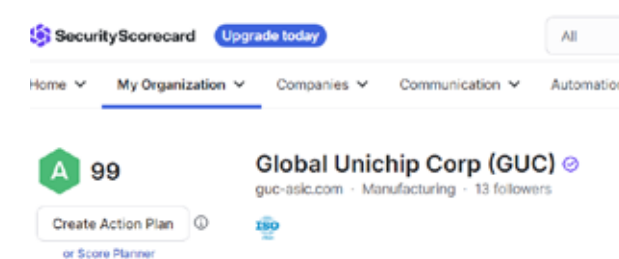 SecurityScorecard Upgrade today All
Home My Organization Companies Communication Automation
A 99 Global Unichip Corp (GUC)
guc-asic.com · Manufacturing · 13 followers
Create Action Plan ISO
or Score Planner